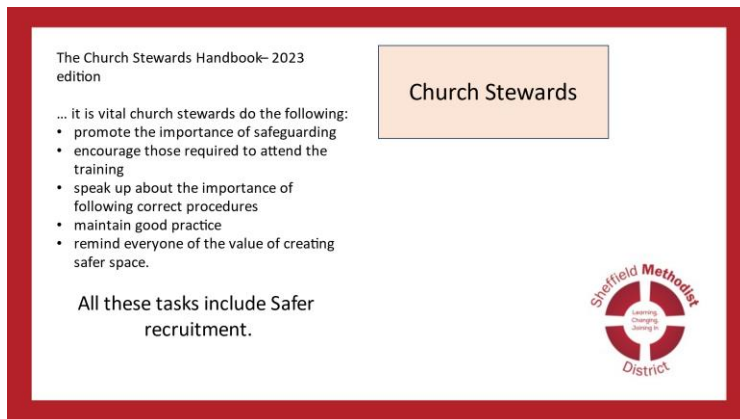 The Church Stewards Handbook– 2023
edition
… it is vital church stewards do the following:
• promote the importance of safeguarding
• encourage those required to attend the
training
• speak up about the importance of
following correct procedures
• maintain good practice
• remind everyone of the value of creating
safer space.
All these tasks include Safer
recruitment.
Church Stewards
Sheffield Methodist
Learning,
Changing,
Joining In
District